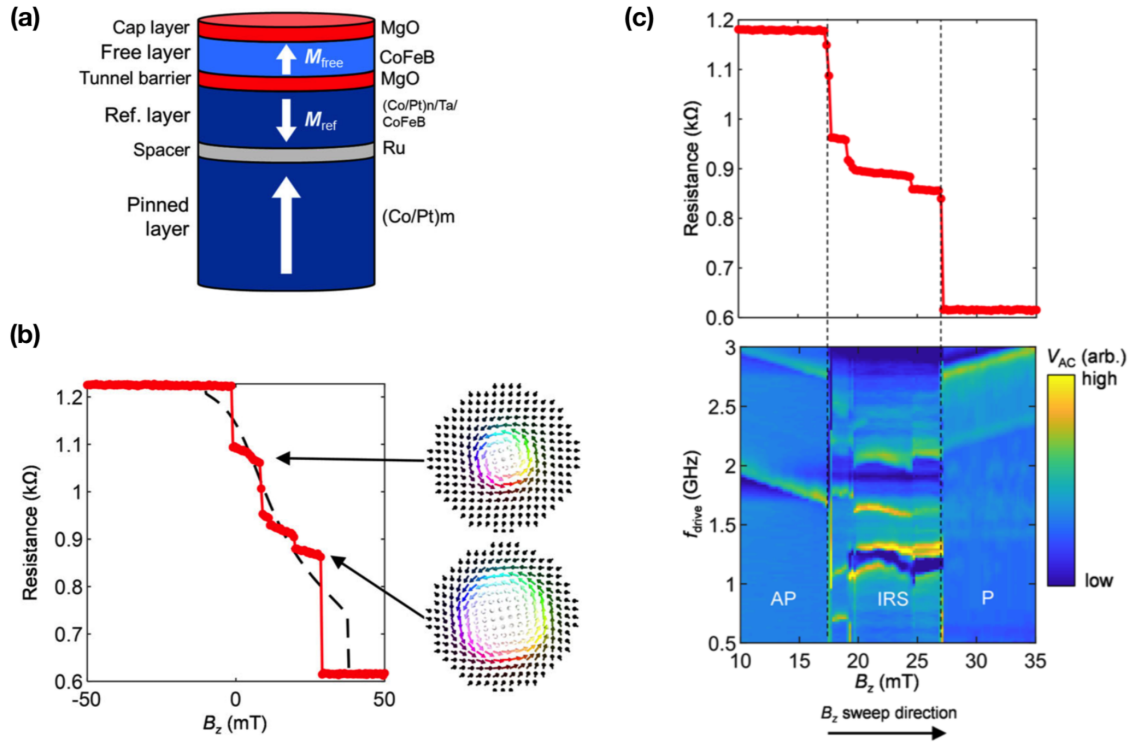 (a)
Cap layer
Free layer
Tunnel barrier
Ref. layer
Spacer
Pinned
layer
M_free
M_ref
MgO
CoFeB
MgO
(Co/Pt)n/Ta/
CoFeB
Ru
(Co/Pt)m
(b)
Resistance (kΩ)
1.2
1.1
1
0.9
0.8
0.7
0.6
-50
0
50
B_z (mT)
(c)
Resistance (kΩ)
1.2
1.1
1.0
0.9
0.8
0.7
0.6
f_drive (GHz)
3
2.5
2
1.5
1
0.5
AP
IRS
P
V_AC (arb.)
high
low
10
15
20
25
30
35
B_z (mT)
B_z sweep direction